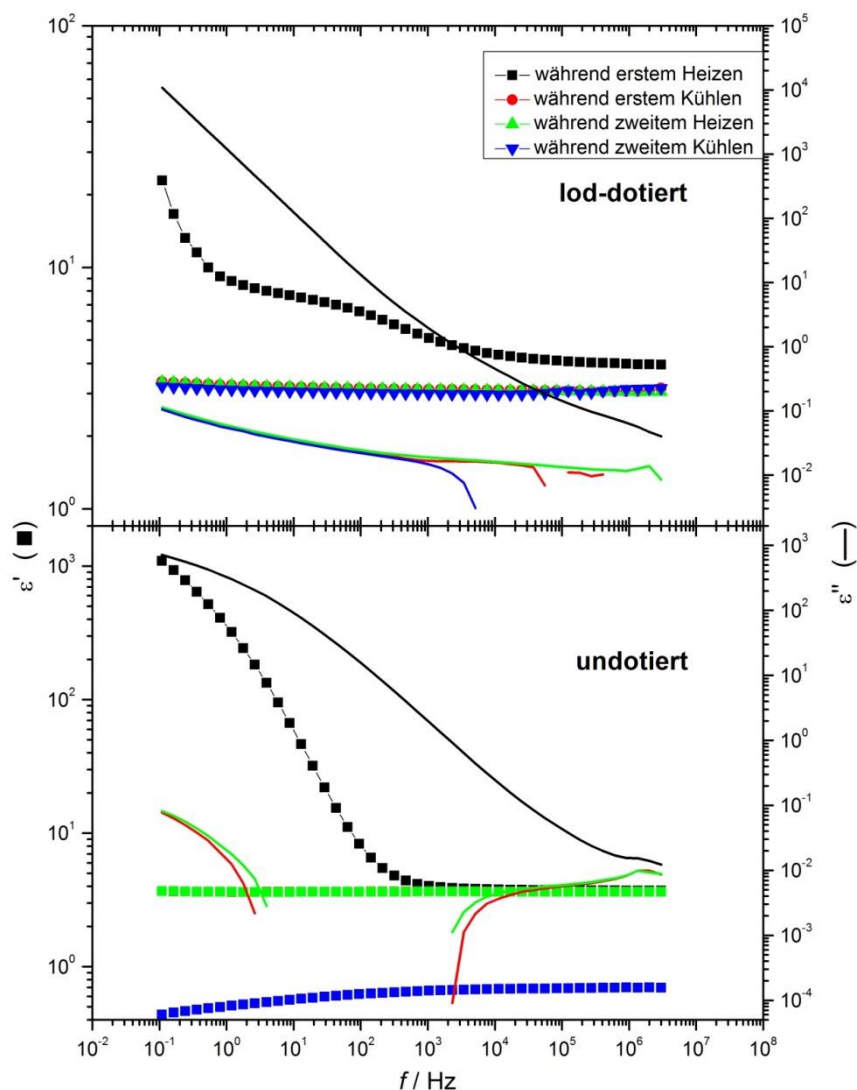 10²
10⁵
während erstem Heizen
während erstem Kühlen
während zweitem Heizen
während zweitem Kühlen
10⁴
10³
Iod-dotiert
10²
10¹
10¹
10⁰
10⁻¹
10⁻²
10⁰
ε' (■)
ε'' (—)
10³
10³
10²
undotiert
10²
10¹
10⁰
10¹
10⁻¹
10⁻²
10⁻³
10⁰
10⁻⁴
10⁻² 10⁻¹ 10⁰ 10¹ 10² 10³ 10⁴ 10⁵ 10⁶ 10⁷ 10⁸
f / Hz